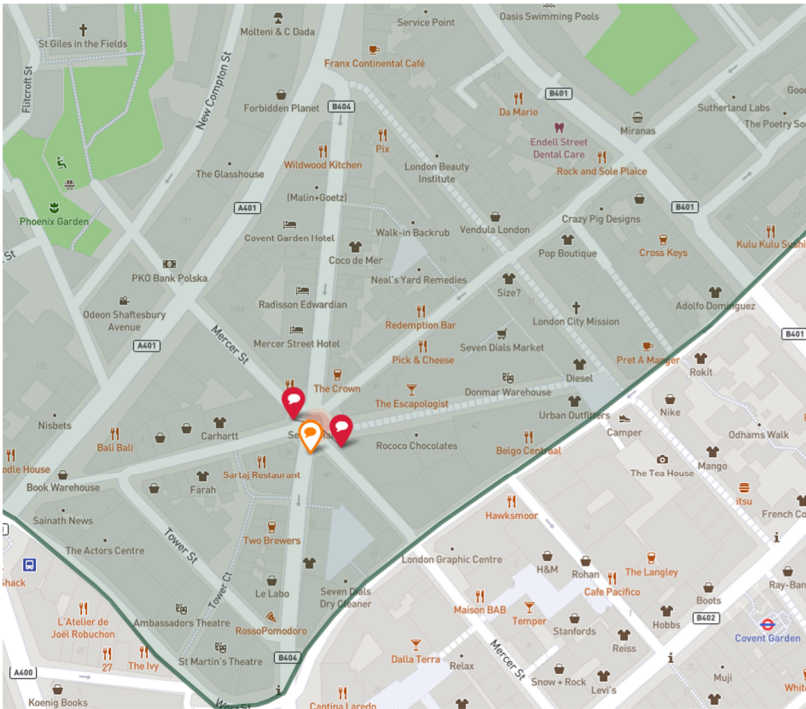 St Giles in the Fields
Molteni & C Dada
Service Point
Oasis Swimming Pools
Flitcroft St
New Compton St
Franx Continental Café
B404
B401
Forbidden Planet
Da Mario
Sutherland Labs
The Poetry So
Miranas
Endell Street
Dental Care
Pix
Wildwood Kitchen
The Glasshouse
London Beauty
Institute
Rock and Sole Plaice
[Malin+Goetz]
Phoenix Garden
A401
Covent Garden Hotel
Walk-in Backrub
Vendula London
Crazy Pig Designs
B401
St
Coco de Mer
Pop Boutique
Cross Keys
Kulu Kulu Sushi
PKO Bank Polska
Neal's Yard Remedies
Size?
Odeon Shaftesbury
Avenue
Radisson Edwardian
Redemption Bar
London City Mission
Adolfo Dominguez
Mercer St
Mercer Street Hotel
Seven Dials Market
B401
A401
Pick & Cheese
Pret A Manger
Rokit
The Crown
Diesel
Donmar Warehouse
The Escapologist
Nike
Nisbets
Urban Outfitters
Carhartt
Camper
Odhams Walk
Bali Bali
Rococo Chocolates
Belgo Centraal
odle House
Mango
The Tea House
Sartaj Restaurant
Book Warehouse
Farah
itsu
Hawksmoor
French Co
Sainath News
Tower St
Two Brewers
The Actors Centre
London Graphic Centre
H&M
Rohan
The Langley
Shack
Tower Ct
Le Labo
Seven Dials
Dry Cleaner
Cafe Pacifico
Boots
Ray-Ban
L'Atelier de
Joël Robuchon
Ambassadors Theatre
Maison BAB
Temper
Stanfords
Hobbs
B402
RossoPomodoro
Covent Garden
Reiss
27
The Ivy
St Martin's Theatre
B404
Dalla Terra
Relax
Mercer St
A400
Snow + Rock
Levi's
Muji
Koenig Books
Cantina Laredo